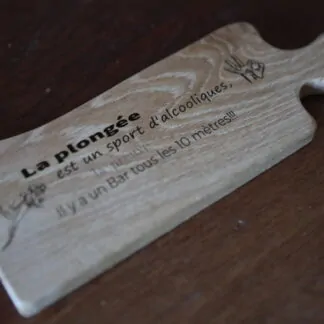 La plongée
est un sport d'alcooliques,
Il y a un Bar tous les 10 mètres!!!